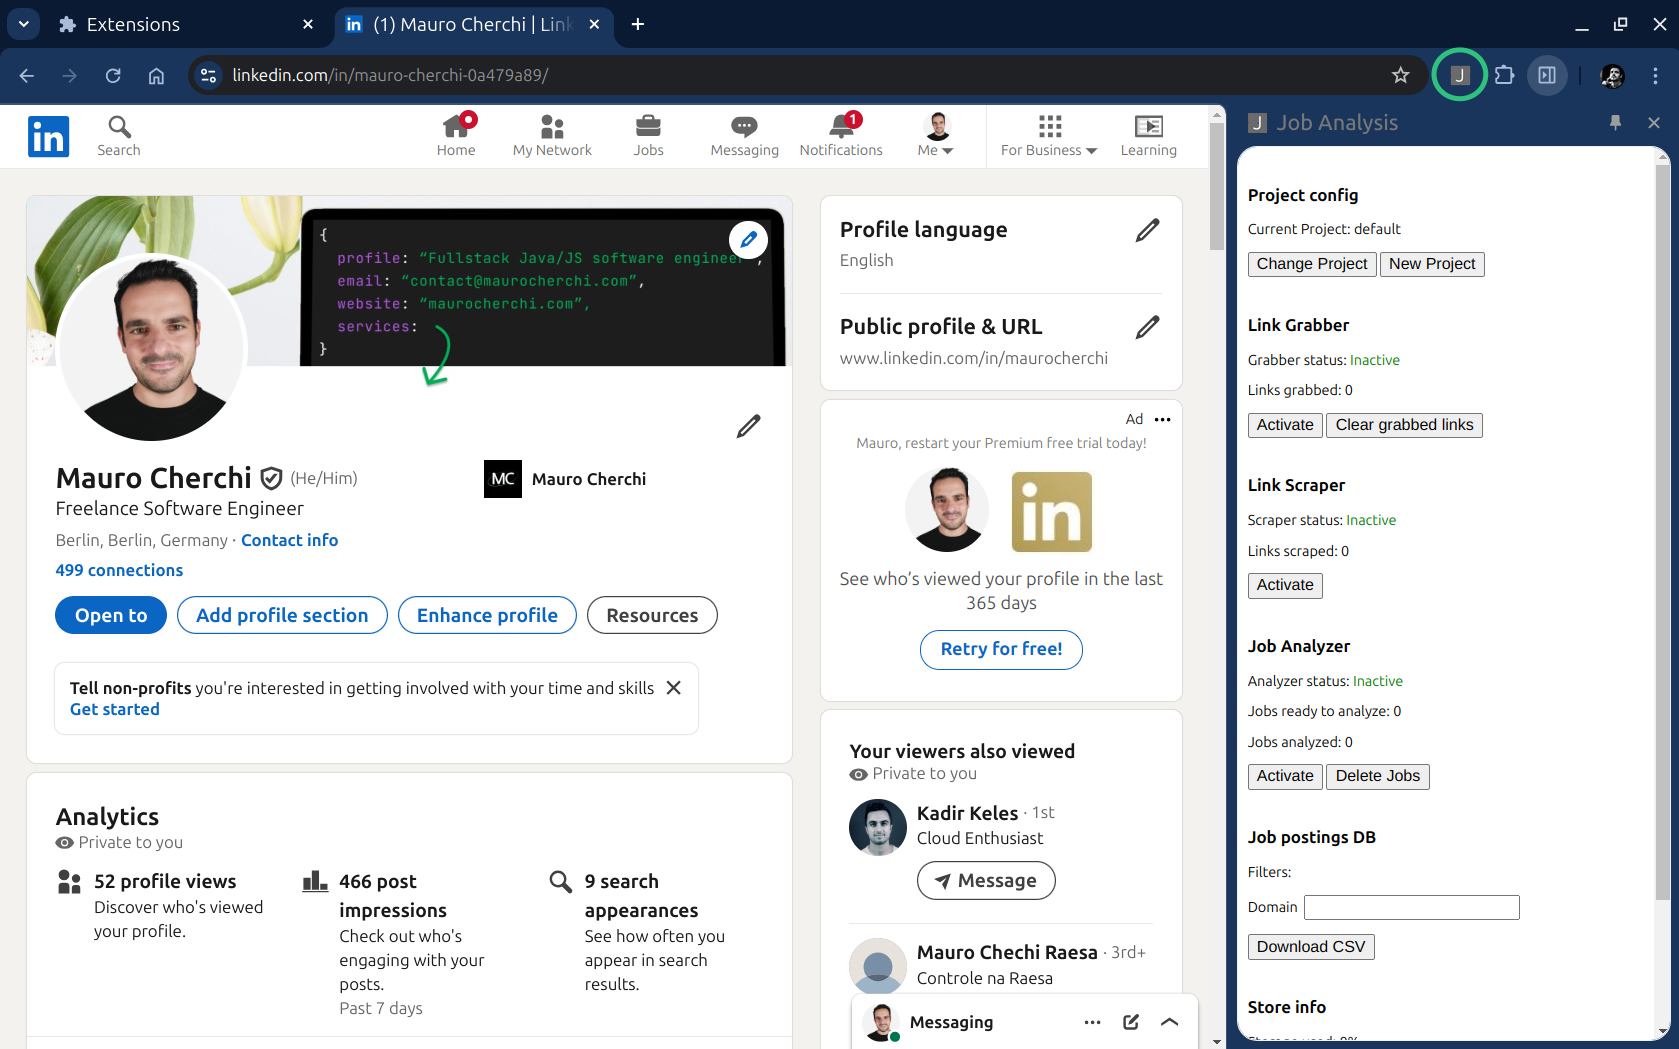 Extensions
(1) Mauro Cherchi | Link
linkedin.com/in/mauro-cherchi-0a479a89/
J
in
Search
Home
My Network
Jobs
Messaging
1
Notifications
Me
For Business
Learning
{
profile: “Fullstack Java/JS software engineer”,
email: “contact@maurocherchi.com”,
website: “maurocherchi.com”,
services:
}
Mauro Cherchi (He/Him)
Freelance Software Engineer
Berlin, Berlin, Germany · Contact info
499 connections
MC Mauro Cherchi
Open to
Add profile section
Enhance profile
Resources
Tell non-profits you're interested in getting involved with your time and skills
Get started
Analytics
Private to you
52 profile views
Discover who's viewed
your profile.
466 post
impressions
Check out who's
engaging with your
posts.
Past 7 days
9 search
appearances
See how often you
appear in search
results.
Profile language
English
Public profile & URL
www.linkedin.com/in/maurocherchi
Ad
Mauro, restart your Premium free trial today!
in
See who’s viewed your profile in the last
365 days
Retry for free!
Your viewers also viewed
Private to you
Kadir Keles · 1st
Cloud Enthusiast
Message
Mauro Chechi Raesa · 3rd+
Controle na Raesa
Messaging
J Job Analysis
Project config
Current Project: default
Change Project
New Project
Link Grabber
Grabber status: Inactive
Links grabbed: 0
Activate
Clear grabbed links
Link Scraper
Scraper status: Inactive
Links scraped: 0
Activate
Job Analyzer
Analyzer status: Inactive
Jobs ready to analyze: 0
Jobs analyzed: 0
Activate
Delete Jobs
Job postings DB
Filters:
Domain
Download CSV
Store info
Storage used: 0%